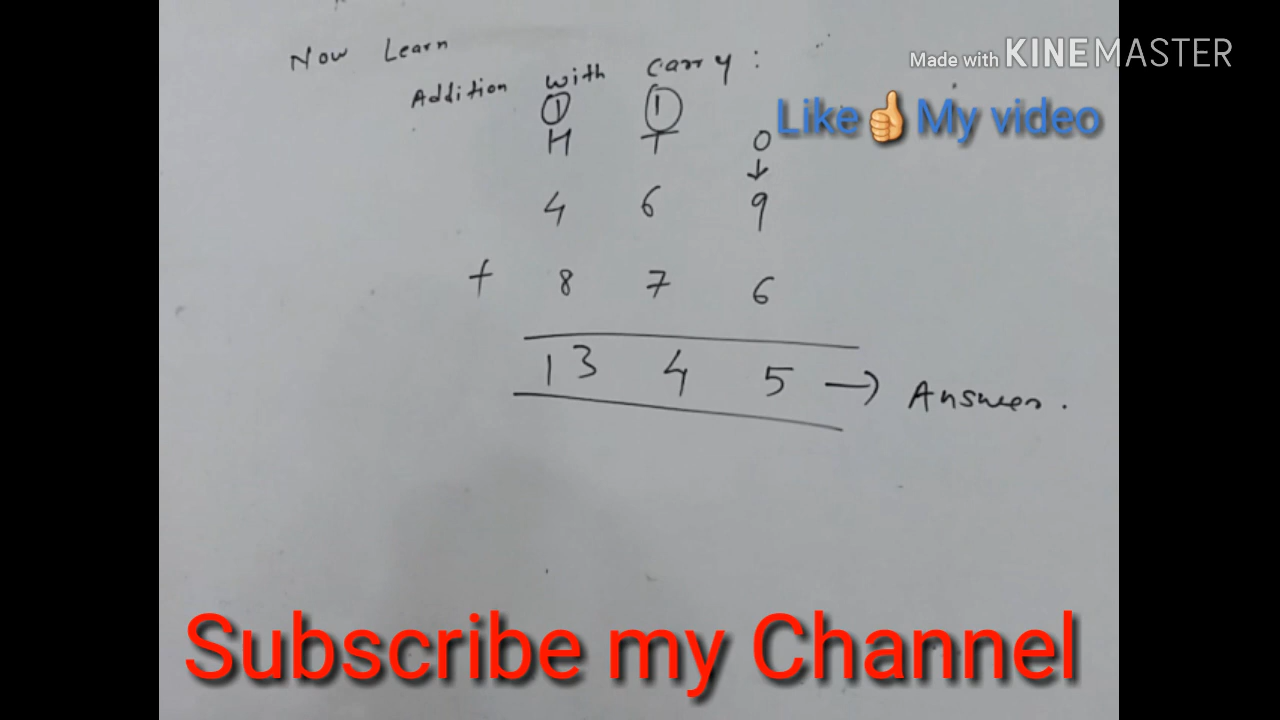 Made with KINEMASTER
Now Learn
Addition with carry :
1 1
Like👍My video
H T O
↓
4 6 9
+ 8 7 6
13 4 5 → Answer.
Subscribe my Channel